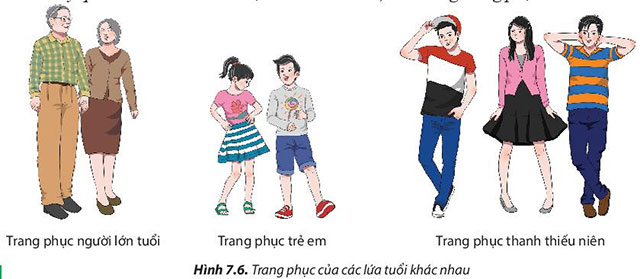 Trang phục người lớn tuổi
Trang phục trẻ em
Trang phục thanh thiếu niên
Hình 7.6. Trang phục của các lứa tuổi khác nhau